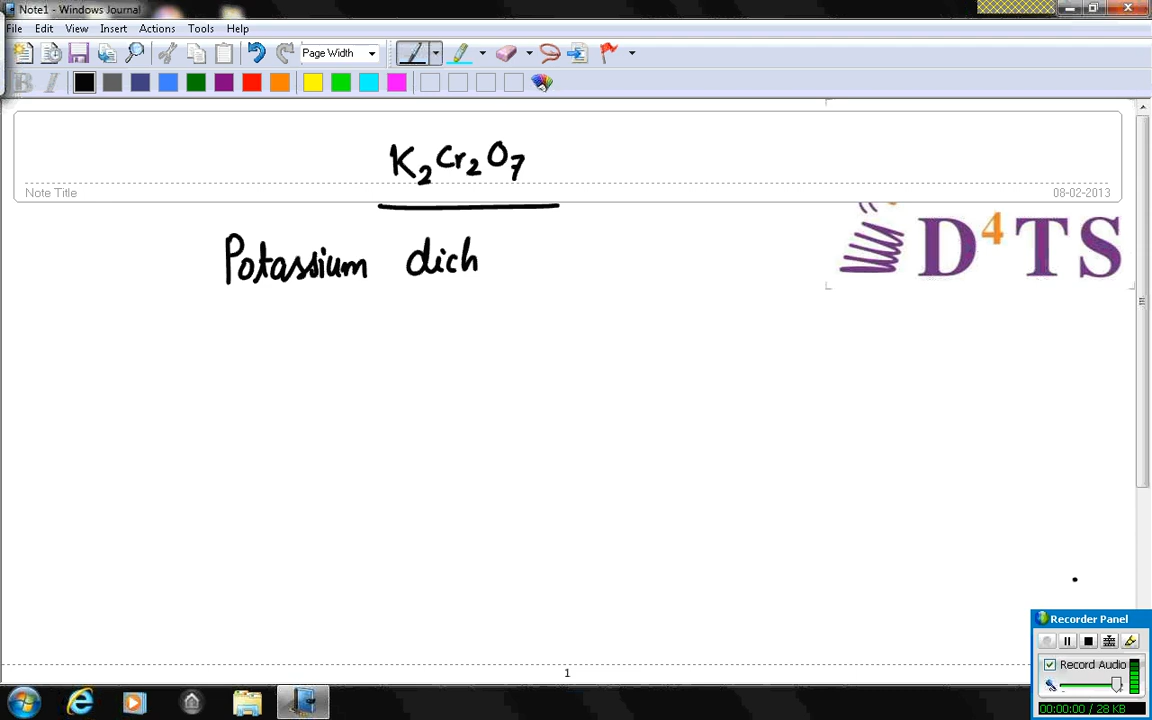 Note1 - Windows Journal
File Edit View Insert Actions Tools Help
Page Width
B I
K₂Cr₂O₇
Note Title
08-02-2013
Potassium dich
D⁴TS
Recorder Panel
Record Audio
00:00:00 / 28 KB
1